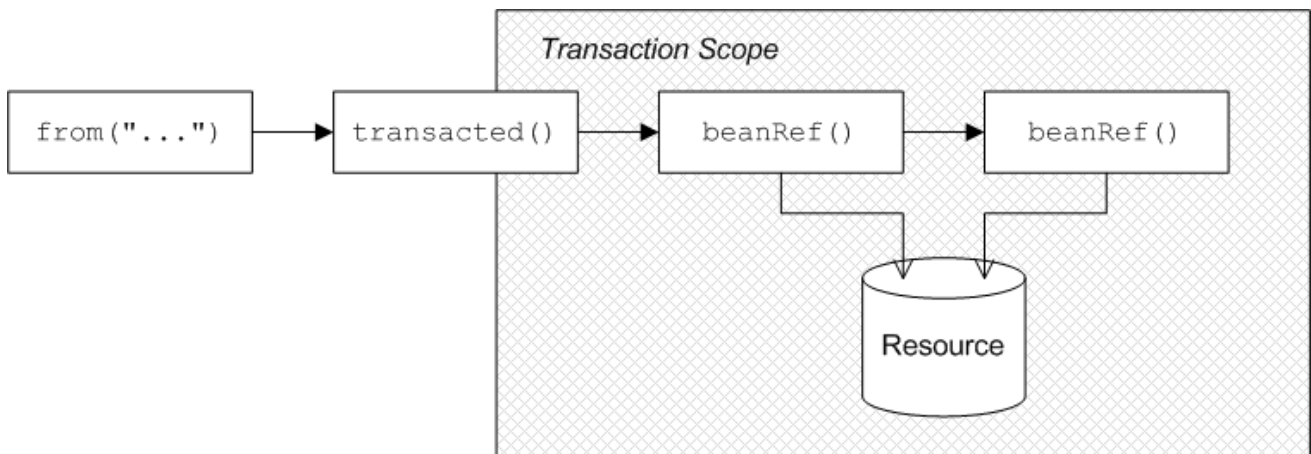 Transaction Scope
from("...")
transacted()
beanRef()
beanRef()
Resource